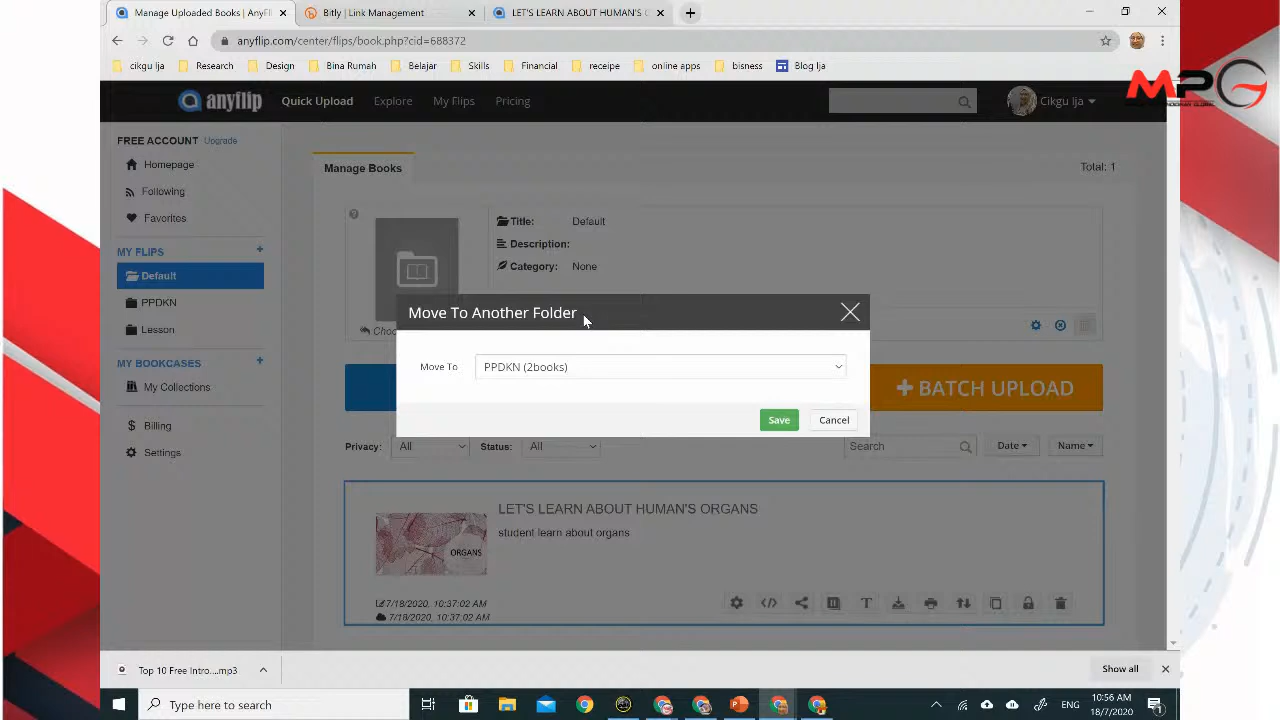 Manage Uploaded Books | AnyFl
Bitly | Link Management
LET'S LEARN ABOUT HUMAN'S O
anyflip.com/center/flips/book.php?cid=688372
cikgu Ija
Research
Design
Bina Rumah
Belajar
Skills
Financial
receipe
online apps
bisness
Blog Ija
MPG
anyflip
Quick Upload
Explore
My Flips
Pricing
Cikgu Ija
FREE ACCOUNT Upgrade
Homepage
Following
Favorites
MY FLIPS +
Default
PPDKN
Lesson
MY BOOKCASES +
My Collections
Billing
Settings
Manage Books
Total: 1
Title: Default
Description:
Category: None
Choo
Move To Another Folder
Move To PPDKN (2books)
Save Cancel
+ BATCH UPLOAD
Privacy: All Status: All Search Date Name
LET'S LEARN ABOUT HUMAN'S ORGANS
student learn about organs
ORGANS
7/18/2020, 10:37:02 AM
7/18/2020, 10:37:02 AM
Top 10 Free Intro....mp3
Show all
Type here to search
ENG
10:56 AM
18/7/2020
1